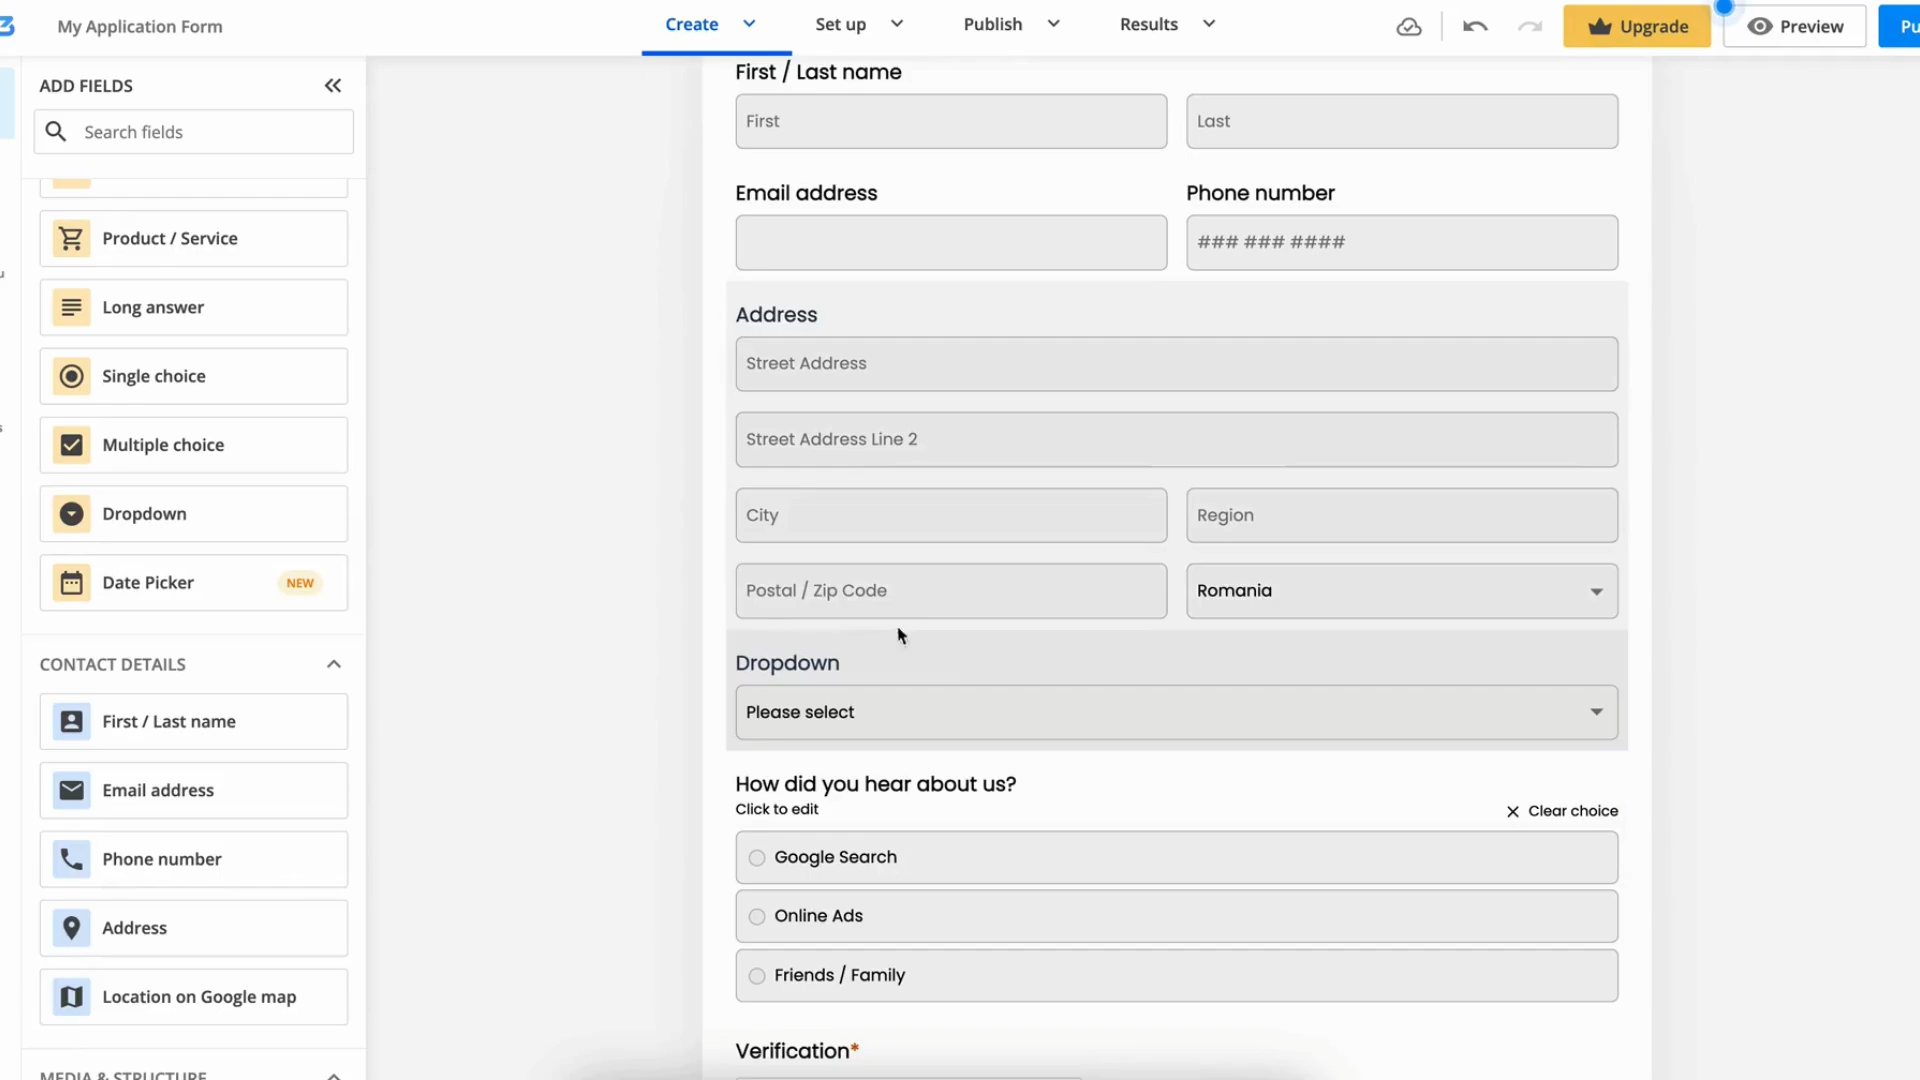 My Application Form
Create
Set up
Publish
Results
Upgrade
Preview
Pu
ADD FIELDS
Search fields
Product / Service
Long answer
Single choice
Multiple choice
Dropdown
Date Picker
NEW
CONTACT DETAILS
First / Last name
Email address
Phone number
Address
Location on Google map
MEDIA & STRUCTURE
First / Last name
First
Last
Email address
Phone number
### ### ####
Address
Street Address
Street Address Line 2
City
Region
Postal / Zip Code
Romania
Dropdown
Please select
How did you hear about us?
Click to edit
Clear choice
Google Search
Online Ads
Friends / Family
Verification*